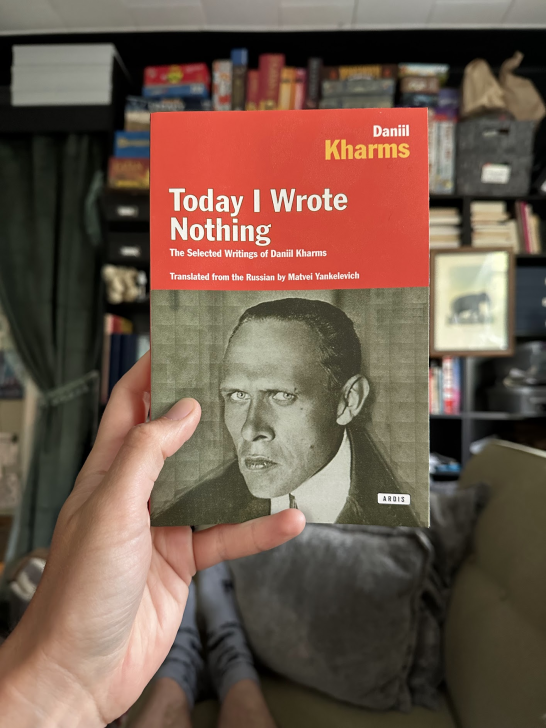 Daniil
Kharms
Today I Wrote
Nothing
The Selected Writings of Daniil Kharms
Translated from the Russian by Matvei Yankelevich
ARDIS